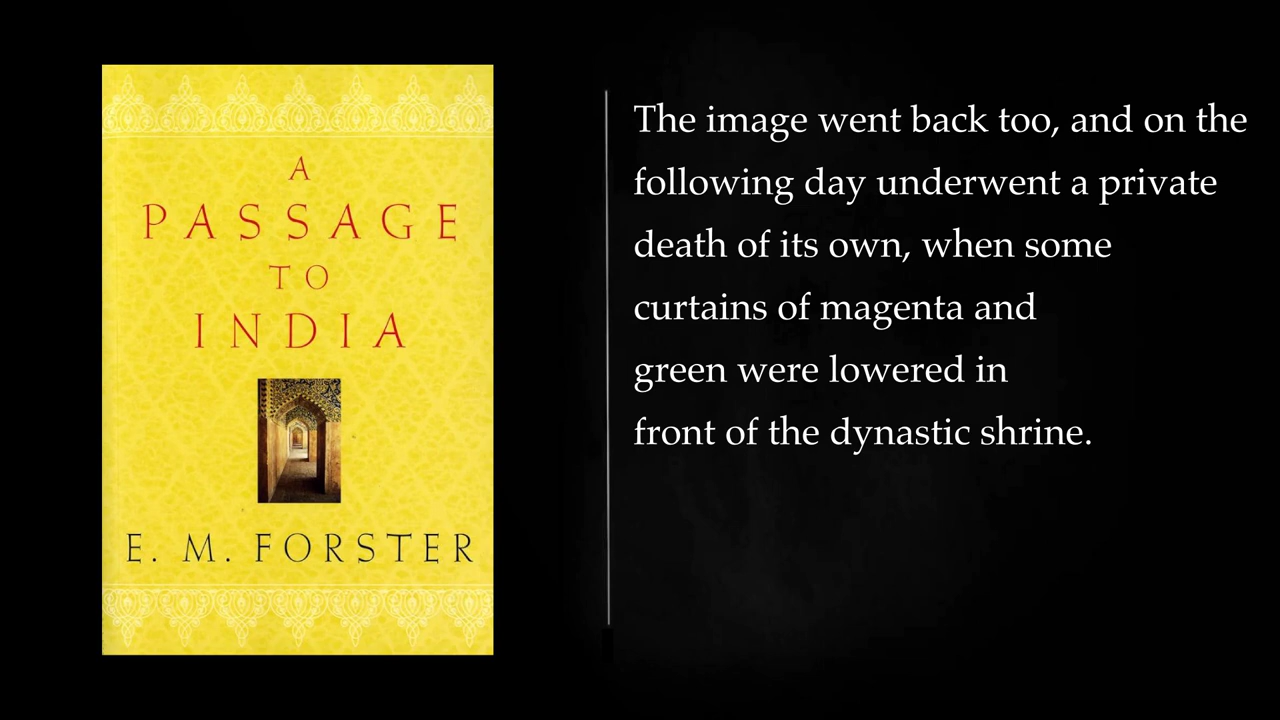 A
PASSAGE
TO
INDIA
E. M. FORSTER
The image went back too, and on the
following day underwent a private
death of its own, when some
curtains of magenta and
green were lowered in
front of the dynastic shrine.